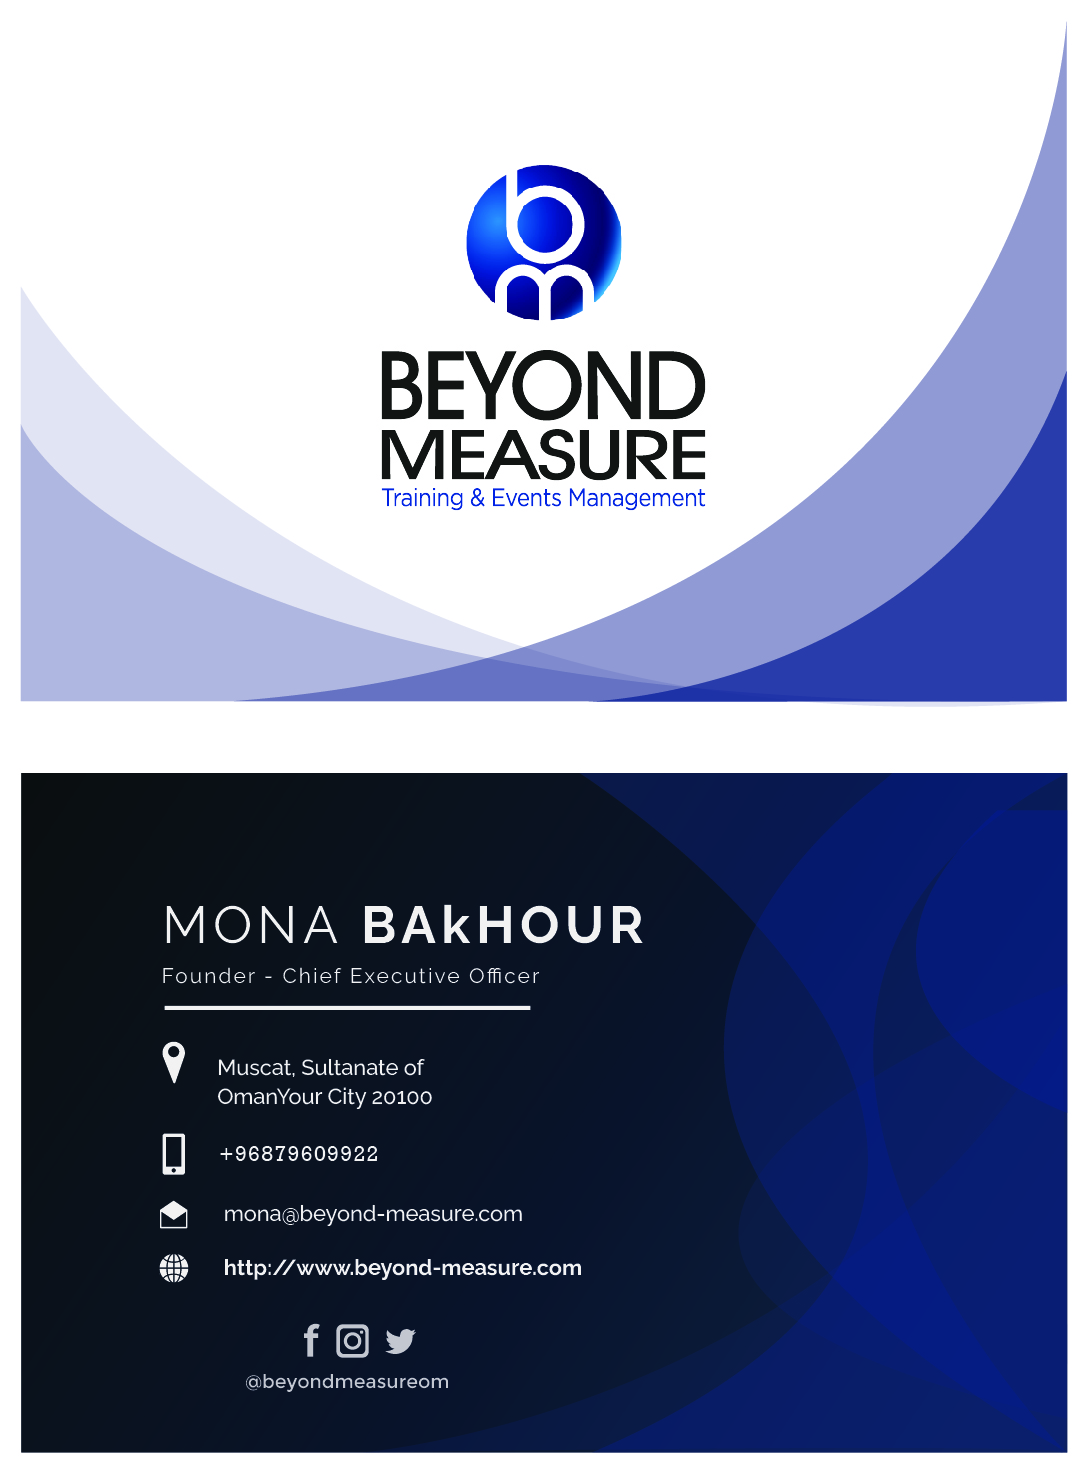 bm
BEYOND
MEASURE
Training & Events Management
MONA BAkHOUR
Founder - Chief Executive Officer
Muscat, Sultanate of
OmanYour City 20100
+96879609922
mona@beyond-measure.com
http://www.beyond-measure.com
@beyondmeasureom